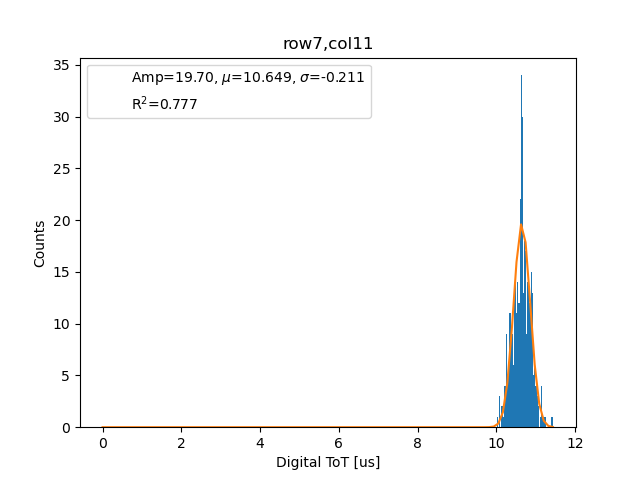 row7,col11
Amp=19.70, μ=10.649, σ=-0.211
R²=0.777
35
30
25
20
15
10
5
0
Counts
0 2 4 6 8 10 12
Digital ToT [us]